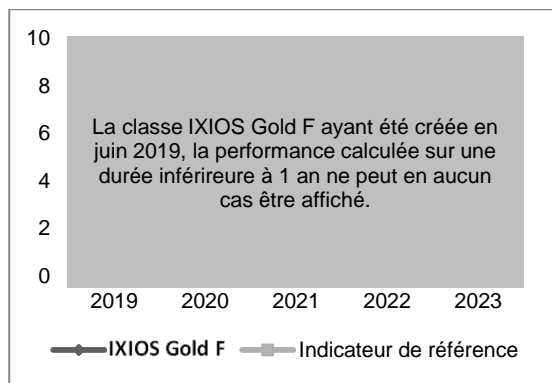 10
8
6
4
2
0
La classe IXIOS Gold F ayant été créée en
juin 2019, la performance calculée sur une
durée inférireure à 1 an ne peut en aucun
cas être affiché.
2019 2020 2021 2022 2023
IXIOS Gold F Indicateur de référence